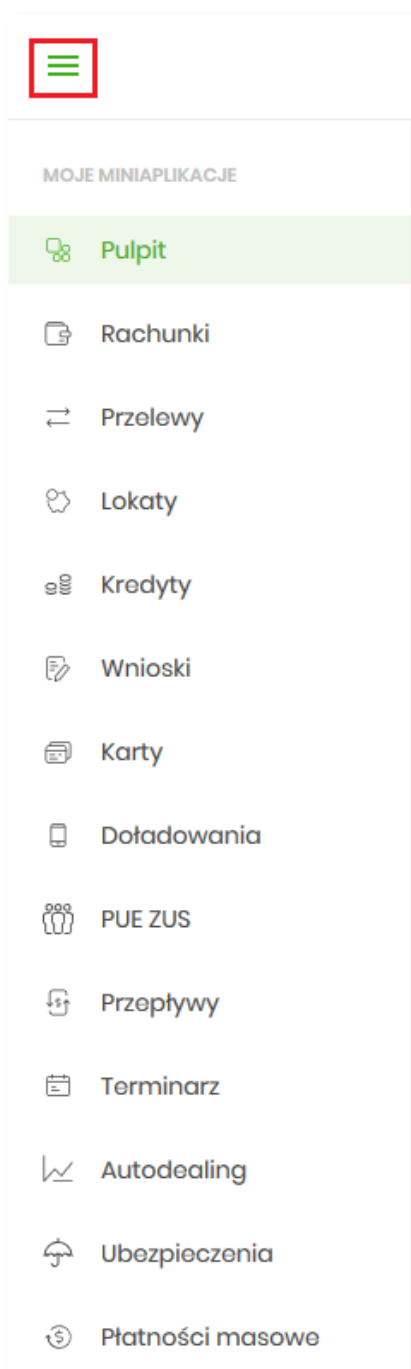 MOJE MINIAPLIKACJE
Pulpit
Rachunki
Przelewy
Lokaty
Kredyty
Wnioski
Karty
Doładowania
PUE ZUS
Przepływy
Terminarz
Autodealing
Ubezpieczenia
Płatności masowe